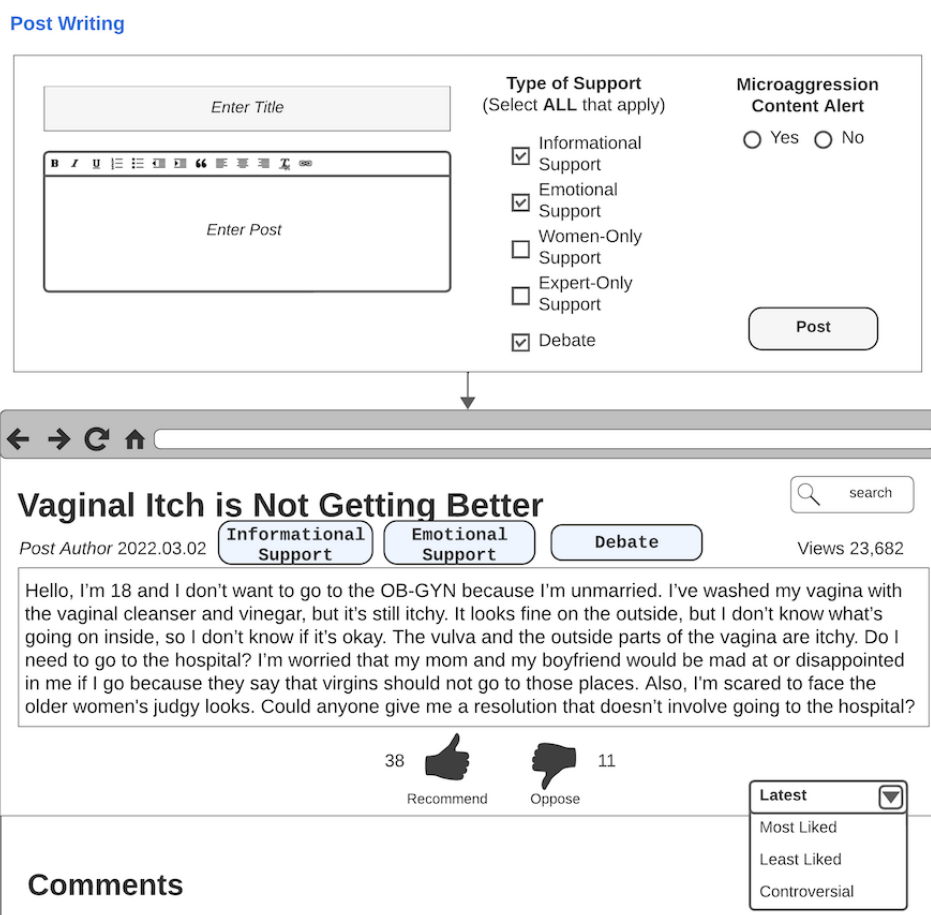 Post Writing
Enter Title
B I U
Enter Post
Type of Support
(Select ALL that apply)
Informational
Support
Emotional
Support
Women-Only
Support
Expert-Only
Support
Debate
Microaggression
Content Alert
Yes No
Post
Vaginal Itch is Not Getting Better
search
Post Author 2022.03.02
Informational
Support
Emotional
Support
Debate
Views 23,682
Hello, I'm 18 and I don't want to go to the OB-GYN because I'm unmarried. I've washed my vagina with
the vaginal cleanser and vinegar, but it's still itchy. It looks fine on the outside, but I don't know what's
going on inside, so I don't know if it's okay. The vulva and the outside parts of the vagina are itchy. Do I
need to go to the hospital? I'm worried that my mom and my boyfriend would be mad at or disappointed
in me if I go because they say that virgins should not go to those places. Also, I'm scared to face the
older women's judgy looks. Could anyone give me a resolution that doesn't involve going to the hospital?
38
11
Recommend
Oppose
Latest
Most Liked
Least Liked
Controversial
Comments